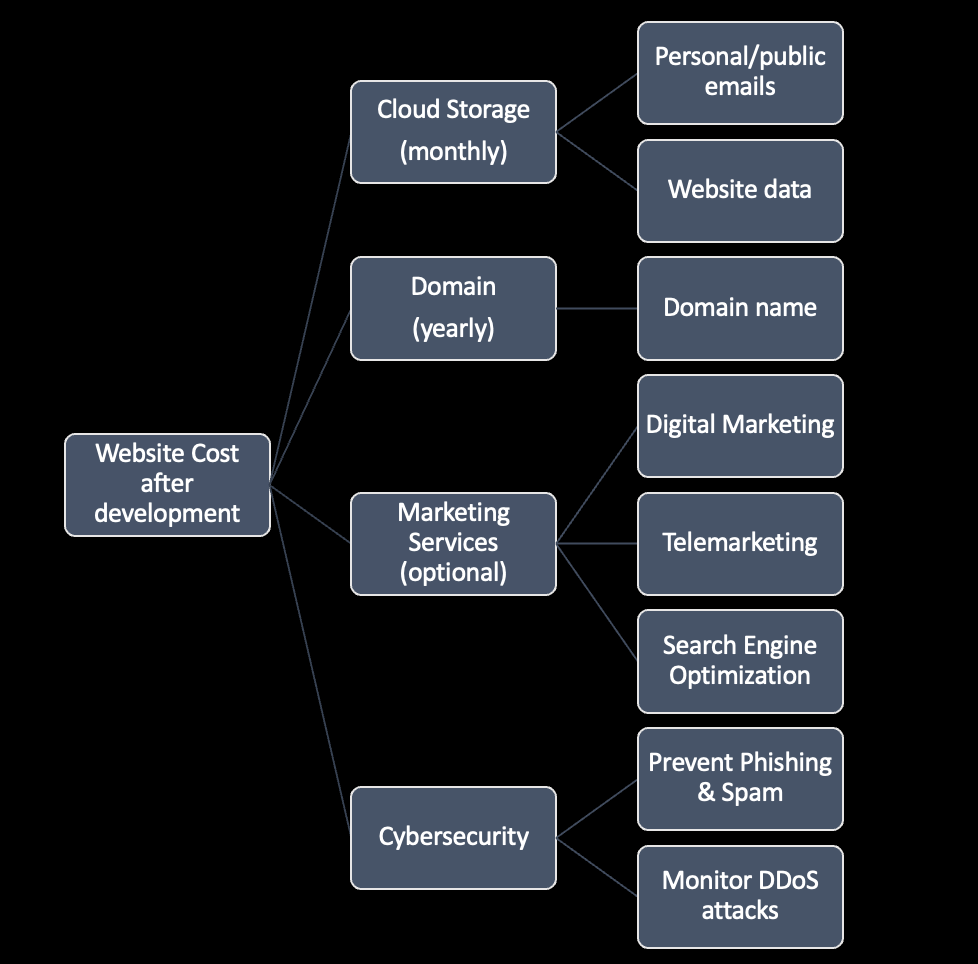 Website Cost
after
development
Cloud Storage
(monthly)
Personal/public
emails
Website data
Domain
(yearly)
Domain name
Marketing
Services
(optional)
Digital Marketing
Telemarketing
Search Engine
Optimization
Cybersecurity
Prevent Phishing
& Spam
Monitor DDoS
attacks